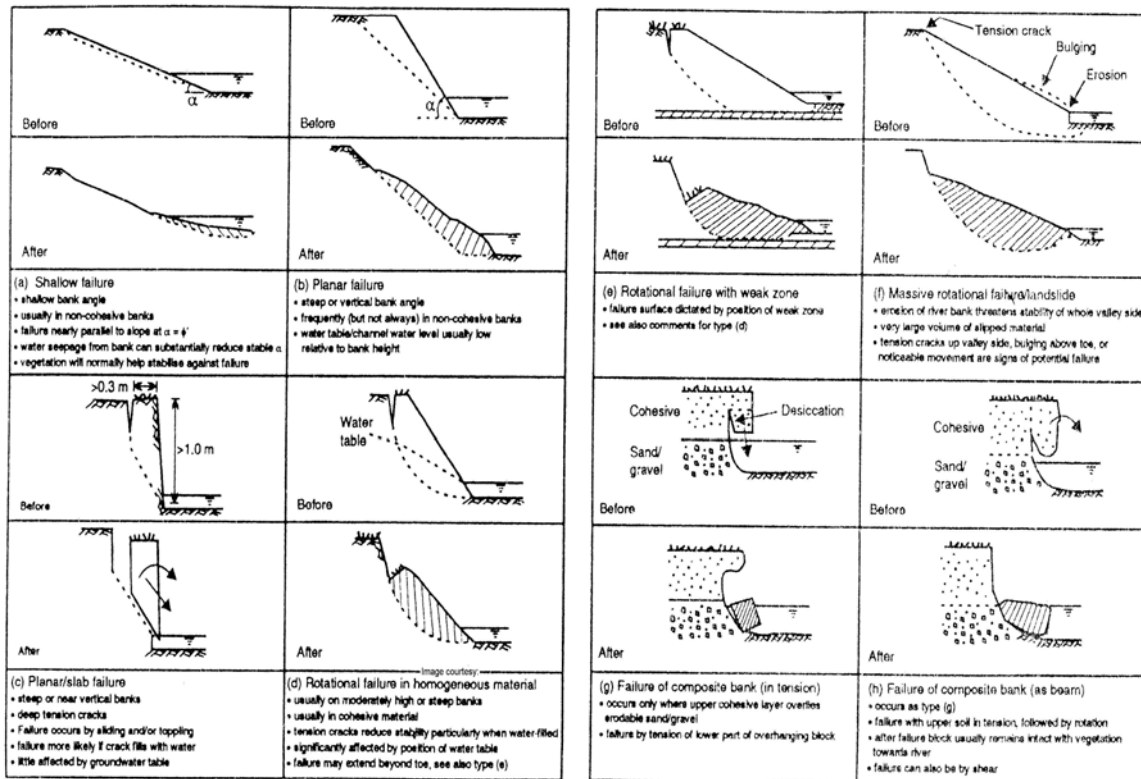 α
Before
After
(a) Shallow failure
• shallow bank angle
• usually in non-cohesive banks
• failure nearly parallel to slope at α = ϕ'
• water seepage from bank can substantially reduce stable α
• vegetation will normally help stabilise against failure
α
Before
After
(b) Planar failure
• steep or vertical bank angle
• frequently (but not always) in non-cohesive banks
• water table/channel water level usually low
relative to bank height
>0.3 m
>1.0 m
Before
After
(c) Planar/slab failure
• steep or near vertical banks
• deep tension cracks
• Failure occurs by sliding and/or toppling
• failure more likely if crack fills with water
• little affected by groundwater table
Water
table
Before
After
Image courtesy:
(d) Rotational failure in homogeneous material
• usually on moderately high or steep banks
• usually in cohesive material
• tension cracks reduce stability particularly when water-filled
• significantly affected by position of water table
• failure may extend beyond toe, see also type (e)
Before
After
(e) Rotational failure with weak zone
• failure surface dictated by position of weak zone
• see also comments for type (d)
Tension crack
Bulging
Erosion
Before
After
(f) Massive rotational failure/landslide
• erosion of river bank threatens stability of whole valley side
• very large volume of slipped material
• tension cracks up valley side, bulging above toe, or
noticeable movement are signs of potential failure
Cohesive
Desiccation
Sand/
gravel
Before
After
(g) Failure of composite bank (in tension)
• occurs only where upper cohesive layer overlies
erodable sand/gravel
• failure by tension of lower part of overhanging block
Cohesive
Sand/
gravel
Before
After
(h) Failure of composite bank (as beam)
• occurs as type (g)
• failure with upper soil in tension, followed by rotation
• after failure block usually remains intact with vegetation
towards river
• failure can also be by shear